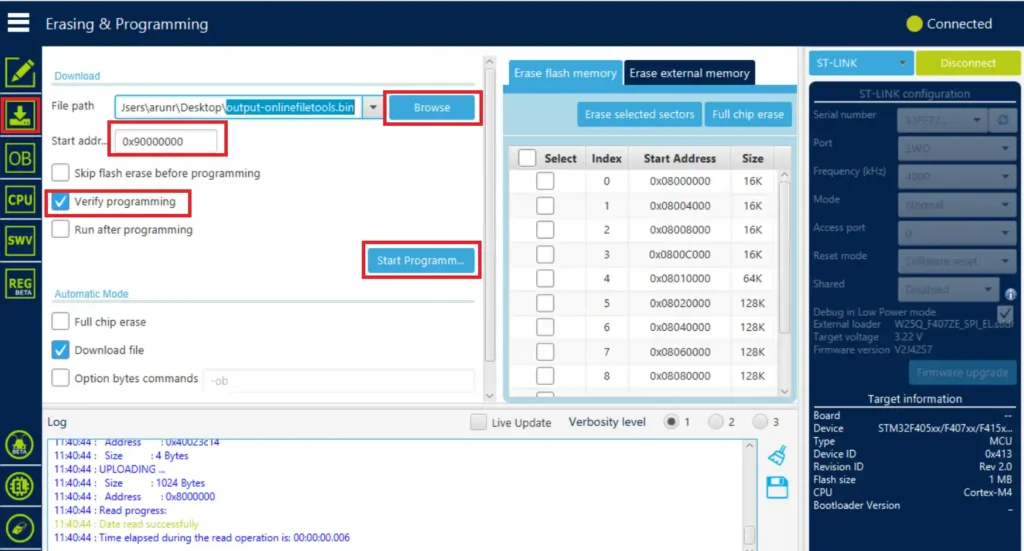 Erasing & Programming
Connected
OB
CPU
SWV
REG
BETA
BETA
EL
Download
File path
Jsers\arunr\Desktop\output-onlinefiletools.bin
Browse
Start addr...
0x90000000
Skip flash erase before programming
Verify programming
Run after programming
Start Programm...
Automatic Mode
Full chip erase
Download file
Option bytes commands
-ob
Erase flash memory
Erase external memory
Erase selected sectors
Full chip erase
Select Index Start Address Size
0 0x08000000 16K
1 0x08004000 16K
2 0x08008000 16K
3 0x0800C000 16K
4 0x08010000 64K
5 0x08020000 128K
6 0x08040000 128K
7 0x08060000 128K
8 0x08080000 128K
Log
Live Update
Verbosity level
1
2
3
11:40:44 : Address : 0x40023c14
11:40:44 : Size : 4 Bytes
11:40:44 : UPLOADING ...
11:40:44 : Size : 1024 Bytes
11:40:44 : Address : 0x8000000
11:40:44 : Read progress:
11:40:44 : Date read successfully
11:40:44 : Time elapsed during the read operation is: 00:00:00.006
ST-LINK
Disconnect
ST-LINK configuration
Serial number
Port SWD
Frequency (kHz) 4000
Mode Normal
Access port 0
Reset mode Software reset
Shared Disabled
Debug in Low Power mode
External loader W25Q_F407ZE_SPI_EL.stldr
Target voltage 3.22 V
Firmware version V2J42S7
Firmware upgrade
Target information
Board --
Device STM32F405xx/F407xx/F415x...
Type MCU
Device ID 0x413
Revision ID Rev 2.0
Flash size 1 MB
CPU Cortex-M4
Bootloader Version _